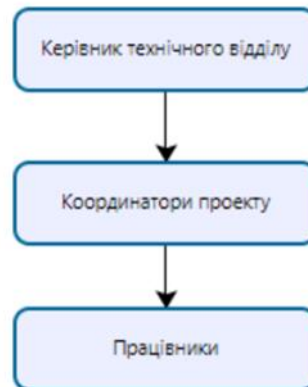 Керівник технічного відділу
Координатори проекту
Працівники